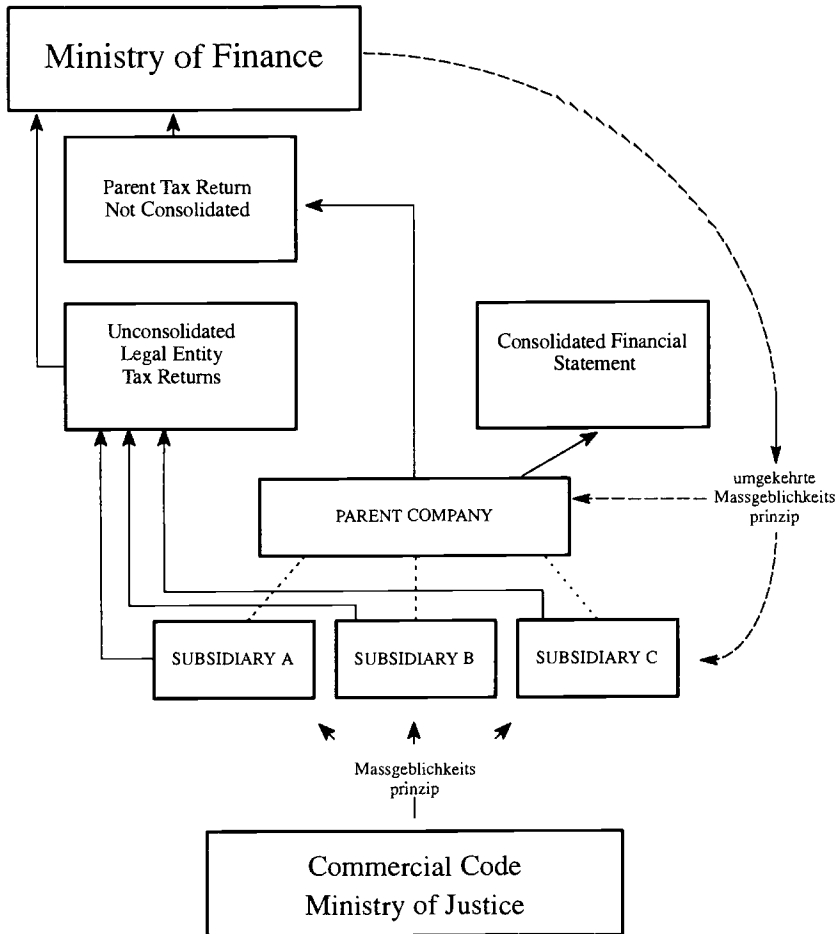 Ministry of Finance
Parent Tax Return
Not Consolidated
Unconsolidated
Legal Entity
Tax Returns
Consolidated Financial
Statement
umgekehrte
Massgeblichkeits
prinzip
PARENT COMPANY
SUBSIDIARY A
SUBSIDIARY B
SUBSIDIARY C
Massgeblichkeits
prinzip
Commercial Code
Ministry of Justice